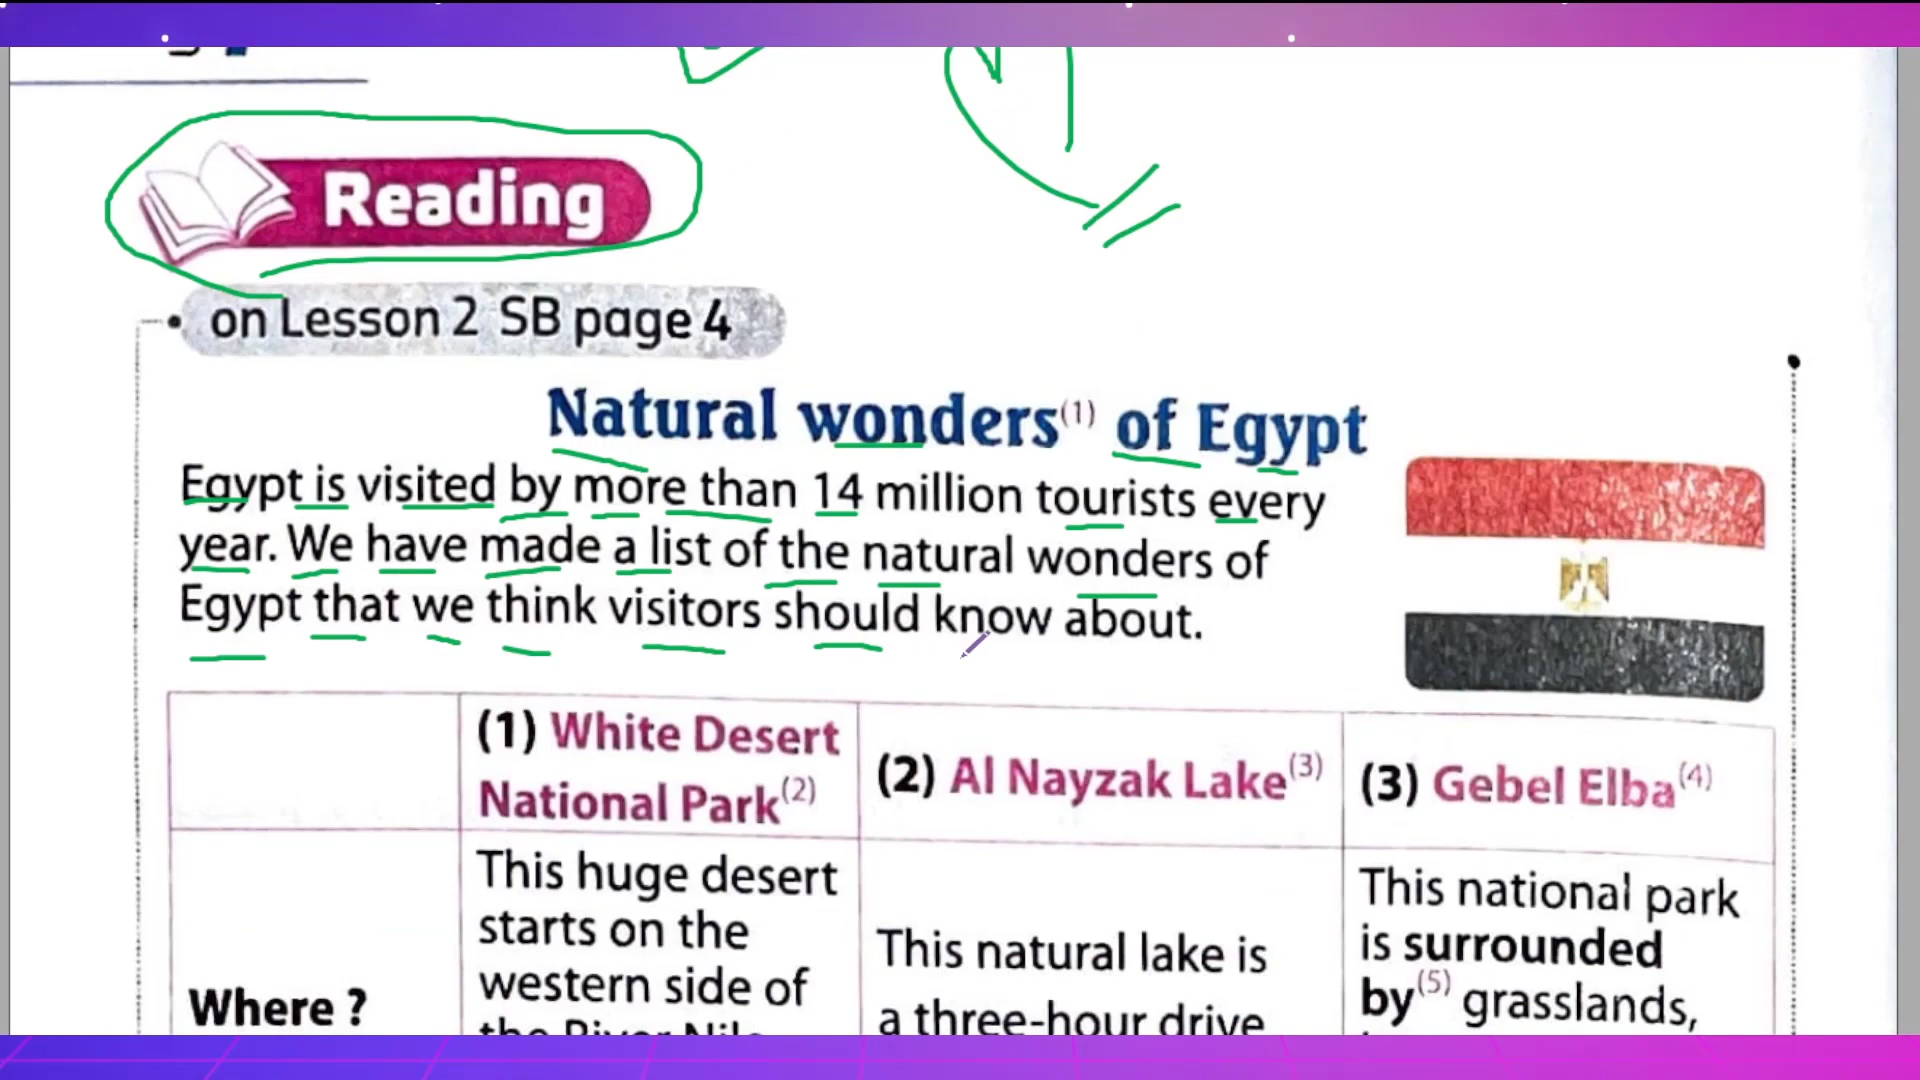 Reading
on Lesson 2 SB page 4
Natural wonders(1) of Egypt
Egypt is visited by more than 14 million tourists every
year. We have made a list of the natural wonders of
Egypt that we think visitors should know about.
(1) White Desert
National Park(2)
(2) Al Nayzak Lake(3)
(3) Gebel Elba(4)
Where ?
This huge desert
starts on the
western side of
the River Nile
This natural lake is
a three-hour drive
This national park
is surrounded
by(5) grasslands,